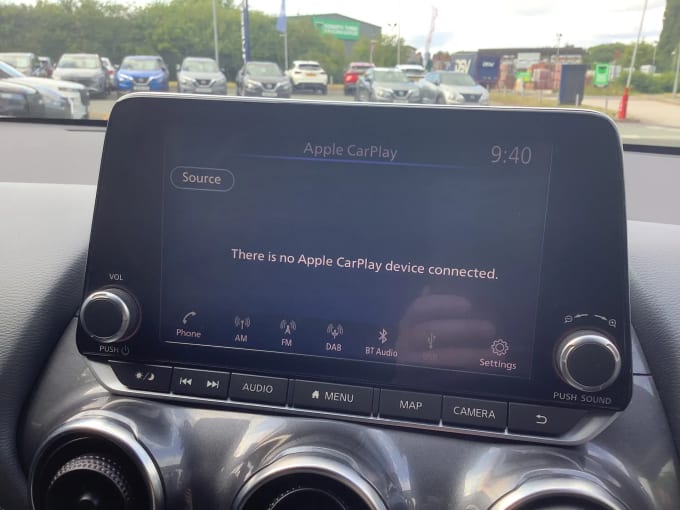 Apple CarPlay
9:40
Source
There is no Apple CarPlay device connected.
VOL
PUSH
Phone
AM
FM
DAB
BT Audio
USB
Settings
PUSH SOUND
AUDIO
MENU
MAP
CAMERA